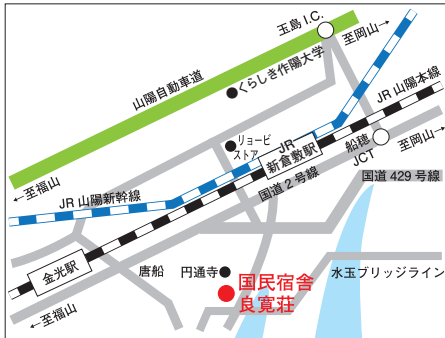 玉島 I.C.
至岡山→
山陽自動車道
くらしき作陽大学
JR 山陽本線
リョービ
ストア
JR
新倉敷駅
船穂
JCT
至岡山→
←至福山
国道 429 号線
JR 山陽新幹線
国道 2 号線
金光駅
唐船
円通寺
水玉ブリッジライン
国民宿舎
良寛荘
←至福山